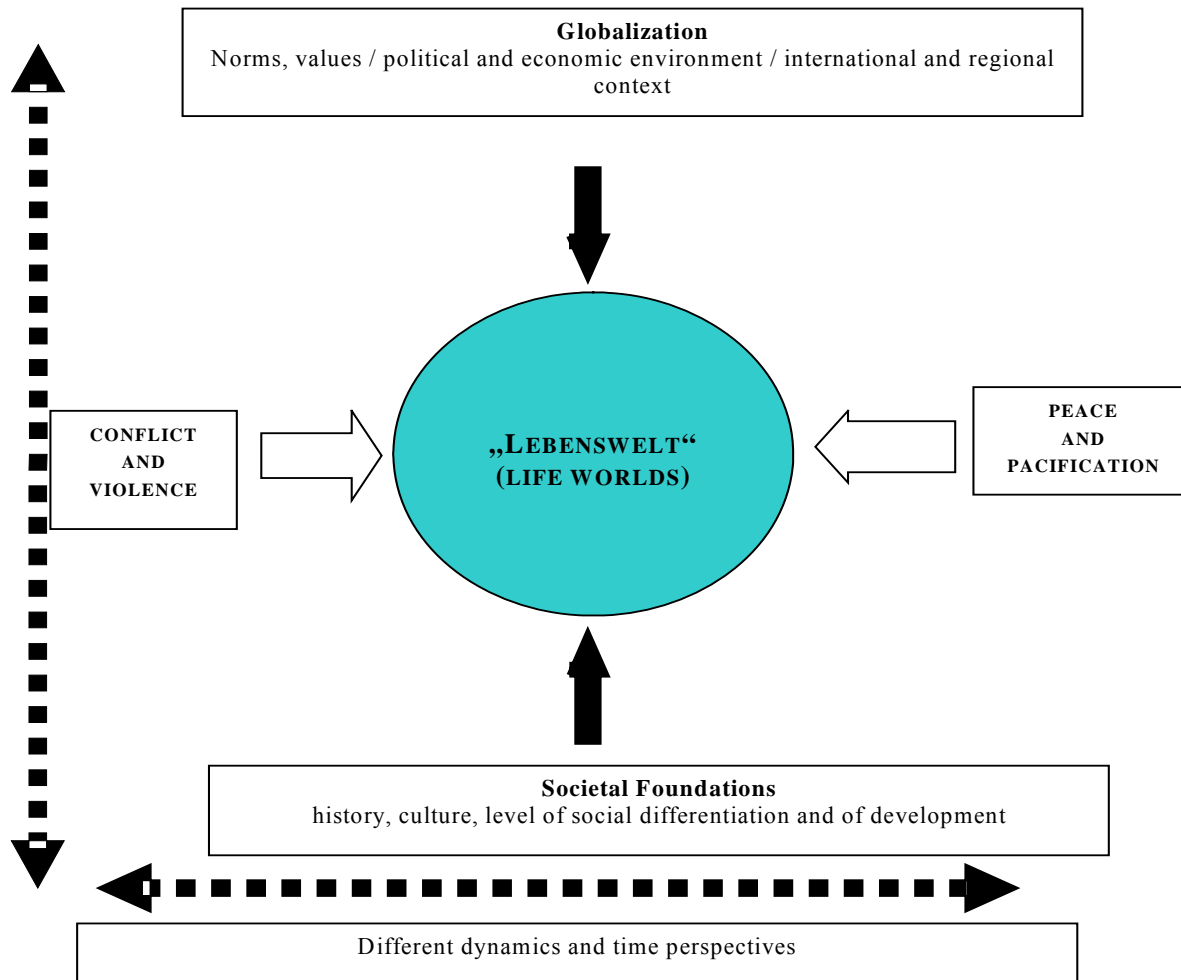 Globalization
Norms, values / political and economic environment / international and regional
context
CONFLICT
AND
VIOLENCE
„LEBENSWELT“
(LIFE WORLDS)
PEACE
AND
PACIFICATION
Societal Foundations
history, culture, level of social differentiation and of development
Different dynamics and time perspectives